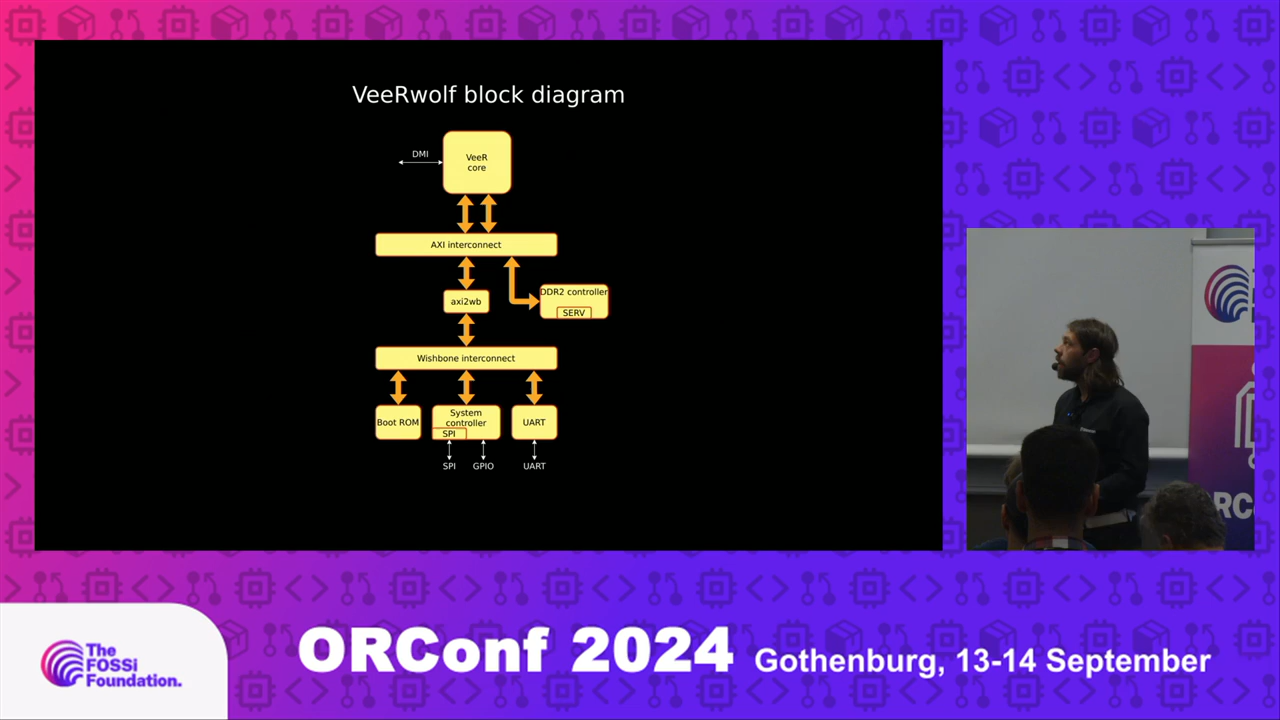 VeeRwolf block diagram
DMI
VeeR
core
AXI interconnect
axi2wb
DDR2 controller
SERV
Wishbone interconnect
Boot ROM
System
controller
SPI
UART
SPI
GPIO
UART
The
FOSSi
Foundation.
ORConf 2024
Gothenburg, 13-14 September